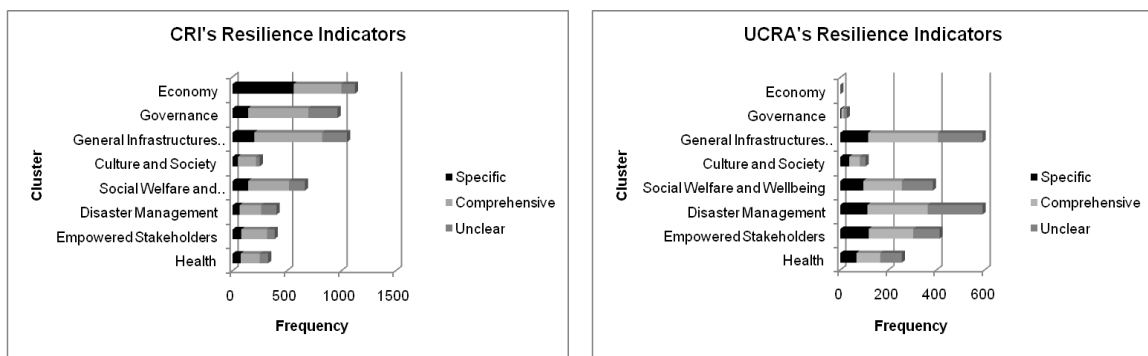 CRI's Resilience Indicators
Cluster
Economy
Governance
General Infrastructures..
Culture and Society
Social Welfare and..
Disaster Management
Empowered Stakeholders
Health
0 500 1000 1500
Frequency
Specific
Comprehensive
Unclear
UCRA's Resilience Indicators
Cluster
Economy
Governance
General Infrastructures..
Culture and Society
Social Welfare and Wellbeing
Disaster Management
Empowered Stakeholders
Health
0 200 400 600
Frequency
Specific
Comprehensive
Unclear